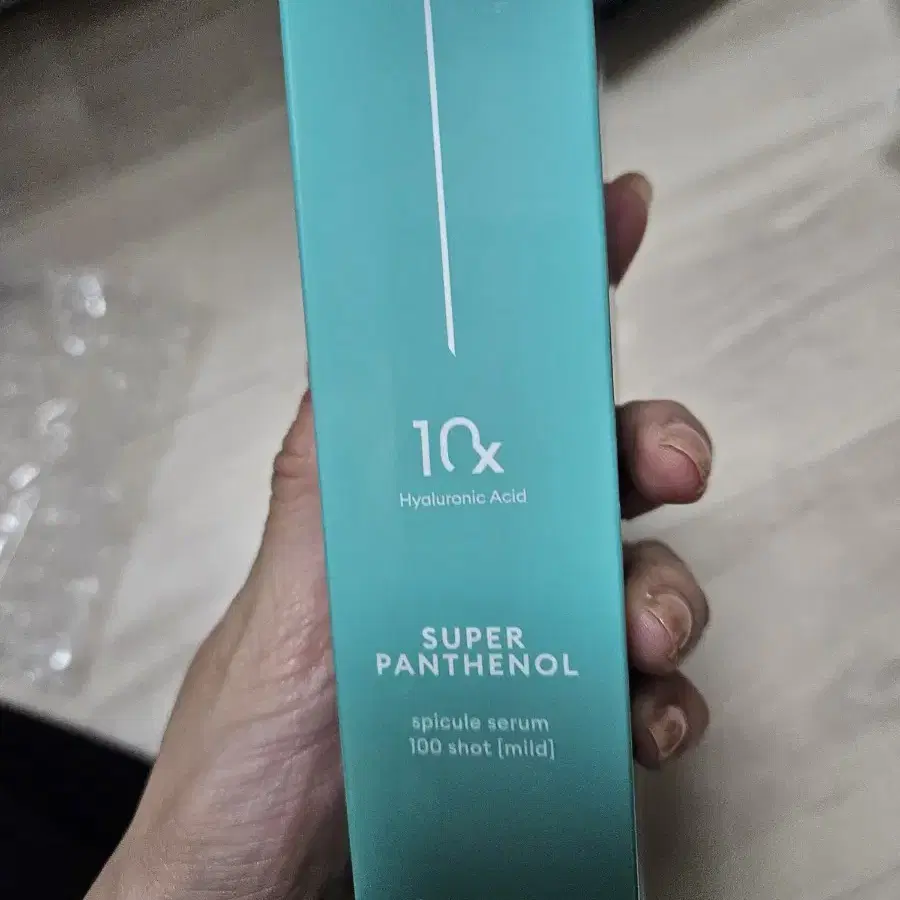 10x
Hyaluronic Acid
SUPER
PANTHENOL
spicule serum
100 shot [mild]